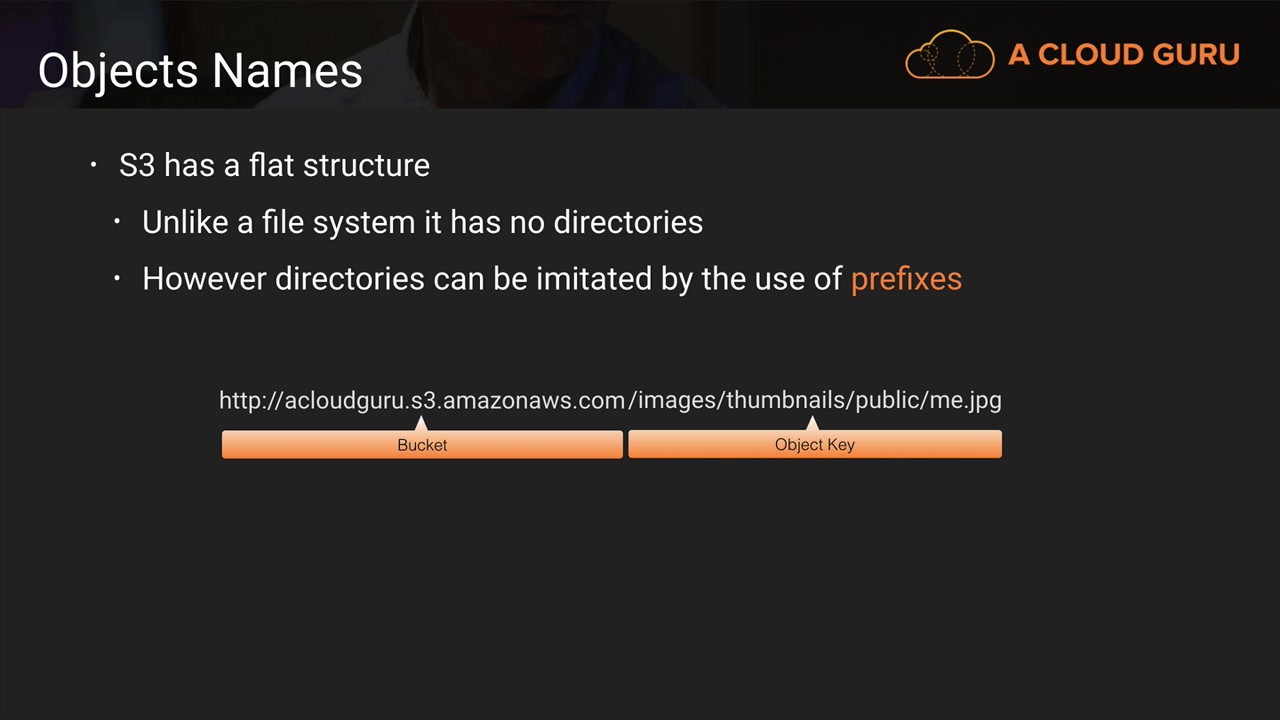 Objects Names
A CLOUD GURU
• S3 has a flat structure
• Unlike a file system it has no directories
• However directories can be imitated by the use of prefixes
http://acloudguru.s3.amazonaws.com/images/thumbnails/public/me.jpg
Bucket Object Key